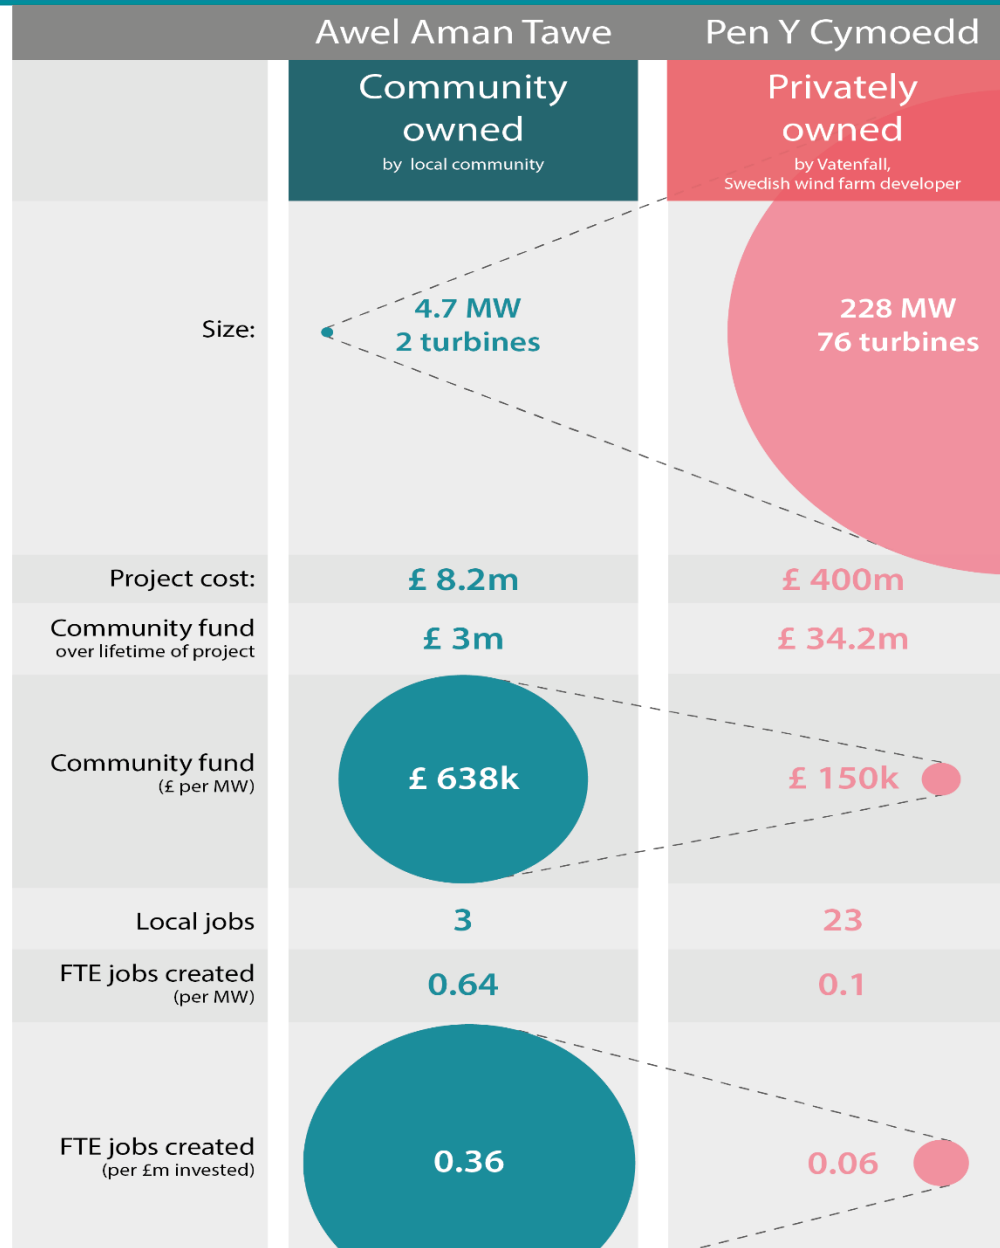 Awel Aman Tawe
Pen Y Cymoedd
Community
owned
by local community
Privately
owned
by Vatenfall,
Swedish wind farm developer
Size:
4.7 MW
2 turbines
228 MW
76 turbines
Project cost:
£ 8.2m
£ 400m
Community fund
over lifetime of project
£ 3m
£ 34.2m
Community fund
(£ per MW)
£ 638k
£ 150k
Local jobs
3
23
FTE jobs created
(per MW)
0.64
0.1
FTE jobs created
(per £m invested)
0.36
0.06